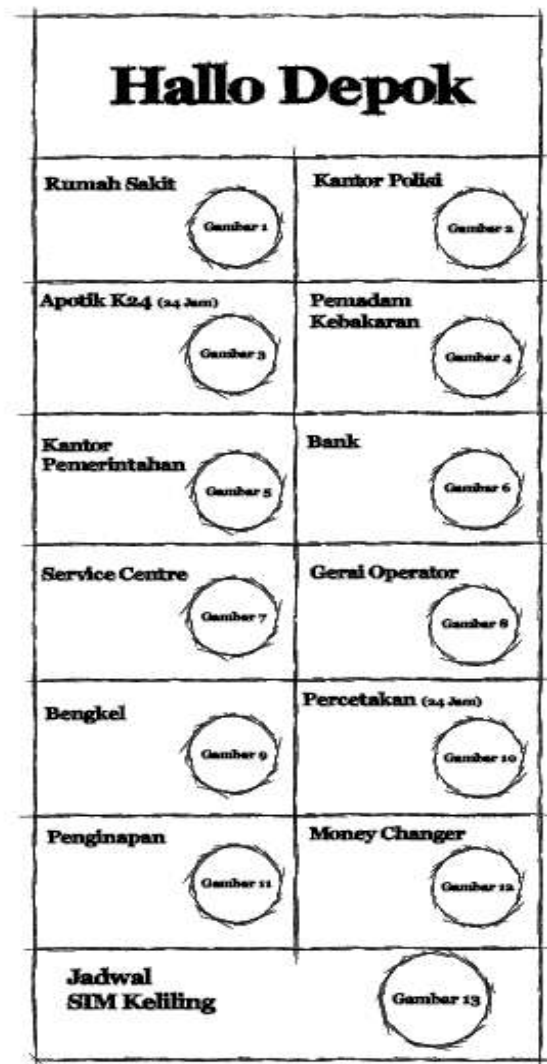 Hallo Depok
Rumah Sakit
Gambar 1
Kantor Polisi
Gambar 2
Apotik K24 (24 Jam)
Gambar 3
Pemadam
Kebakaran
Gambar 4
Kantor
Pemerintahan
Gambar 5
Bank
Gambar 6
Service Centre
Gambar 7
Gerai Operator
Gambar 8
Bengkel
Gambar 9
Percetakan (24 Jam)
Gambar 10
Penginapan
Gambar 11
Money Changer
Gambar 12
Jadwal
SIM Keliling
Gambar 13